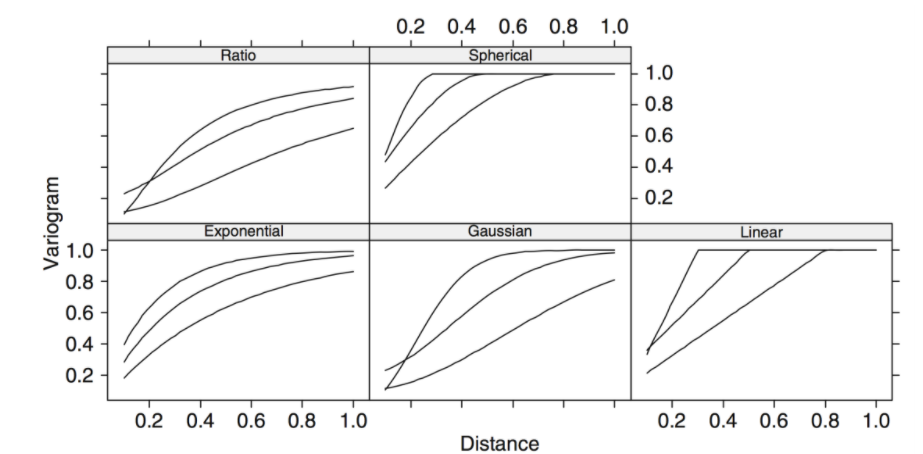 0.2 0.4 0.6 0.8 1.0
Ratio Spherical
1.0
0.8
0.6
0.4
0.2
Variogram
Exponential Gaussian Linear
1.0
0.8
0.6
0.4
0.2
0.2 0.4 0.6 0.8 1.0 0.2 0.4 0.6 0.8 1.0
Distance